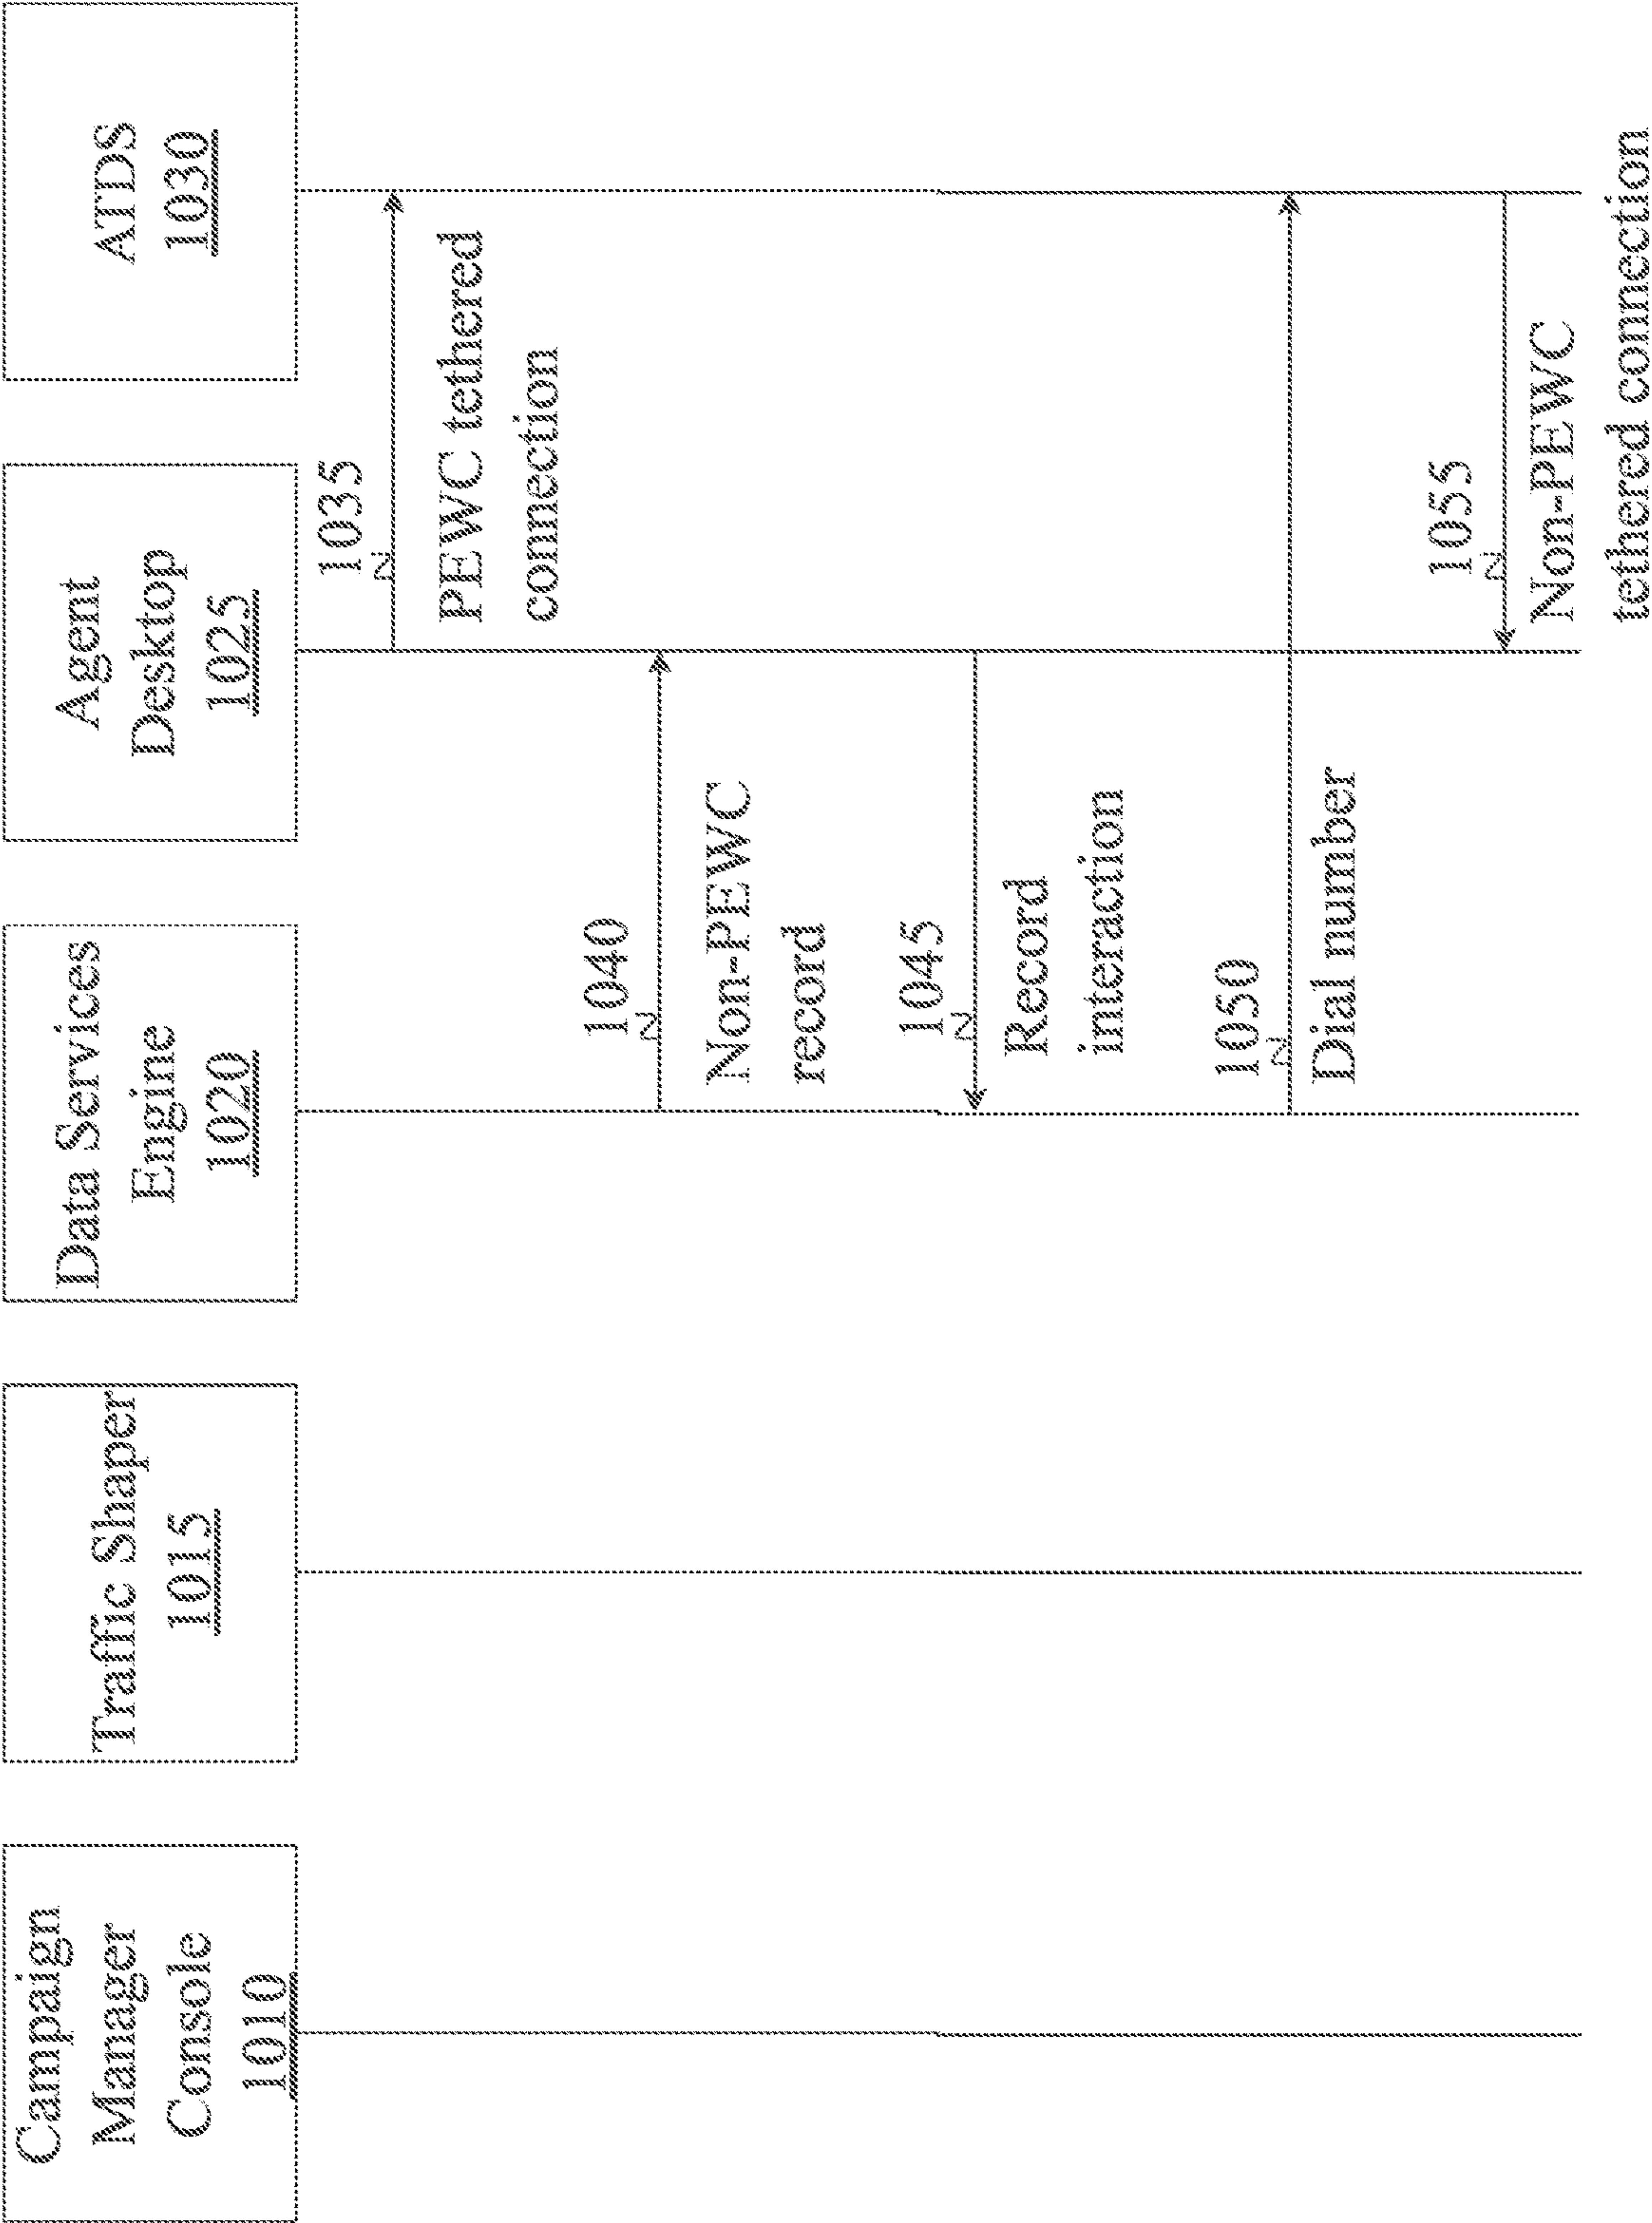 Campaign
Manager
Console
1010
Traffic Shaper
1015
Data Services
Engine
1020
Agent
Desktop
1025
ATDS
1030
1035
PEWC tethered
connection
1040
Non-PEWC
record
1045
Record
interaction
1050
Dial number
1055
Non-PEWC
tethered connection